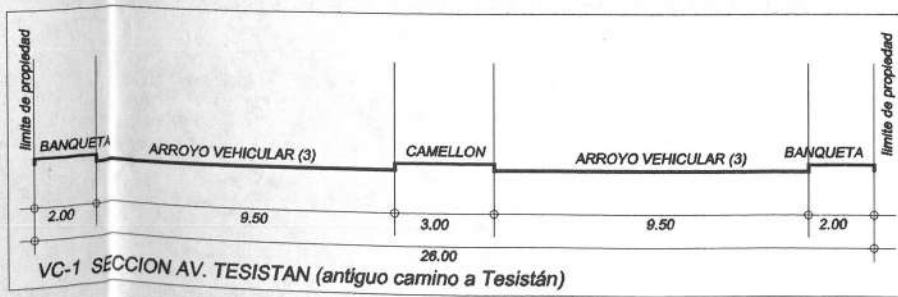 limite de propiedad
limite de propiedad
BANQUETA
ARROYO VEHICULAR (3)
CAMELLON
ARROYO VEHICULAR (3)
BANQUETA
2.00
9.50
3.00
9.50
2.00
26.00
VC-1 SECCION AV. TESISTAN (antiguo camino a Tesistán)